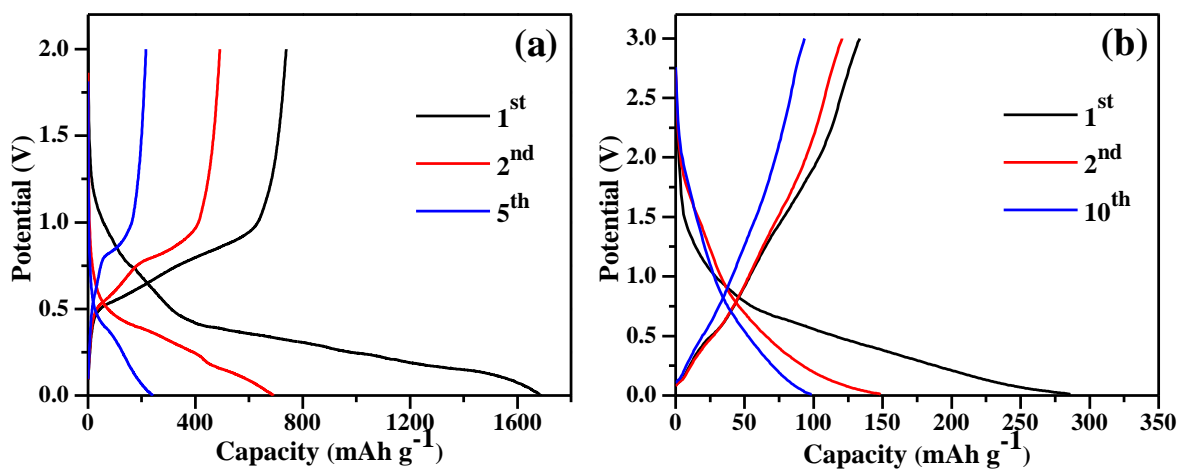 (a)
2.0
1.5
1.0
0.5
0.0
Potential (V)
1st
2nd
5th
0 400 800 1200 1600
Capacity (mAh g-1)
(b)
3.0
2.5
2.0
1.5
1.0
0.5
0.0
Potential (V)
1st
2nd
10th
0 50 100 150 200 250 300 350
Capacity (mAh g-1)